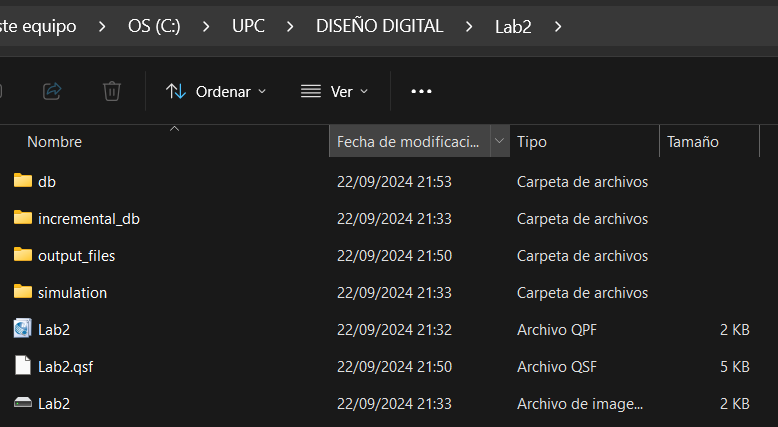 ste equipo > OS (C:) > UPC > DISEÑO DIGITAL > Lab2 >
Ordenar Ver ...
Nombre Fecha de modificaci... Tipo Tamaño
db 22/09/2024 21:53 Carpeta de archivos
incremental_db 22/09/2024 21:33 Carpeta de archivos
output_files 22/09/2024 21:50 Carpeta de archivos
simulation 22/09/2024 21:33 Carpeta de archivos
Lab2 22/09/2024 21:32 Archivo QPF 2 KB
Lab2.qsf 22/09/2024 21:50 Archivo QSF 5 KB
Lab2 22/09/2024 21:33 Archivo de image... 2 KB